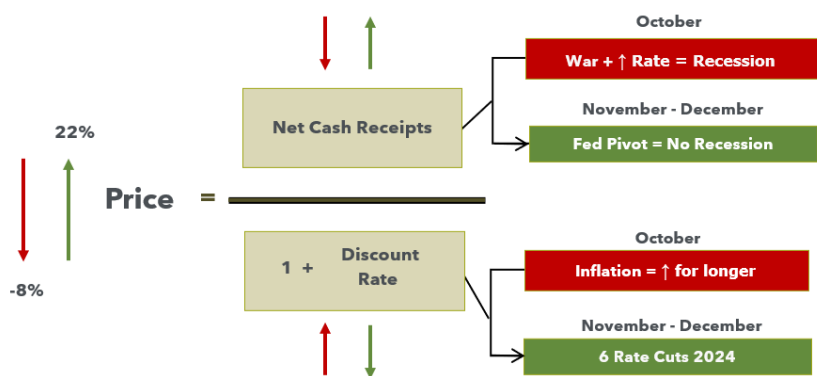 October
War + ↑ Rate = Recession
Net Cash Receipts
November - December
Fed Pivot = No Recession
22%
Price =
-8%
October
1 + Discount
Rate
Inflation = ↑ for longer
November - December
6 Rate Cuts 2024